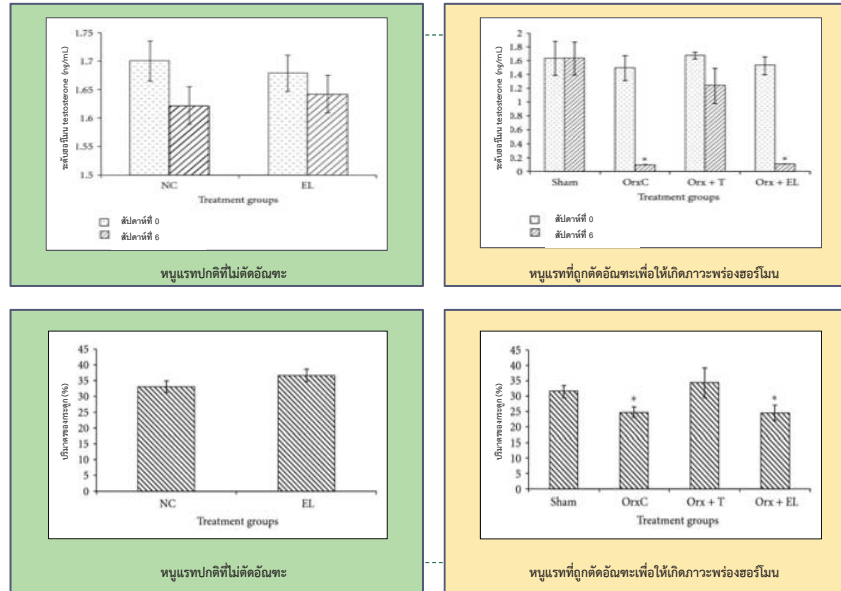 1.75
1.7
1.65
1.6
1.55
1.5
ระดับฮอร์โมน testosterone (ng/mL)
NC
EL
Treatment groups
สัปดาห์ที่ 0
สัปดาห์ที่ 6
หนูแรทปกติที่ไม่ตัดอัณฑะ
2
1.8
1.6
1.4
1.2
1
0.8
0.6
0.4
0.2
0
ระดับฮอร์โมน testosterone (ng/mL)
*
*
Sham
OrxC
Orx + T
Orx + EL
Treatment groups
สัปดาห์ที่ 0
สัปดาห์ที่ 6
หนูแรทที่ถูกตัดอัณฑะเพื่อให้เกิดภาวะพร่องฮอร์โมน
45
40
35
30
25
20
15
10
5
0
ปริมาตรของกระดูก (%)
NC
EL
Treatment groups
หนูแรทปกติที่ไม่ตัดอัณฑะ
45
40
35
30
25
20
15
10
5
0
ปริมาตรของกระดูก (%)
*
*
Sham
OrxC
Orx + T
Orx + EL
Treatment groups
หนูแรทที่ถูกตัดอัณฑะเพื่อให้เกิดภาวะพร่องฮอร์โมน